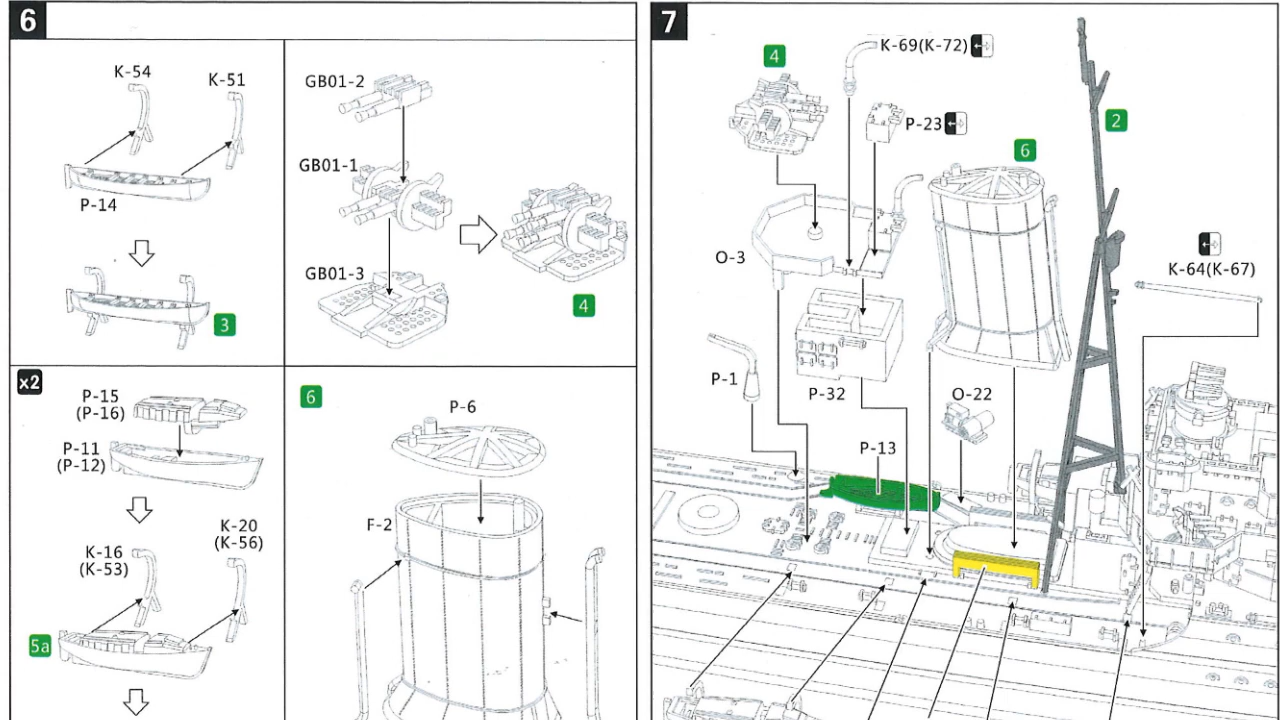 6
K-54
K-51
P-14
3
GB01-2
GB01-1
GB01-3
4
x2
P-15
(P-16)
P-11
(P-12)
K-16
(K-53)
K-20
(K-56)
5a
6
P-6
F-2
7
4
K-69(K-72)
P-23
6
2
O-3
K-64(K-67)
P-1
P-32
O-22
P-13